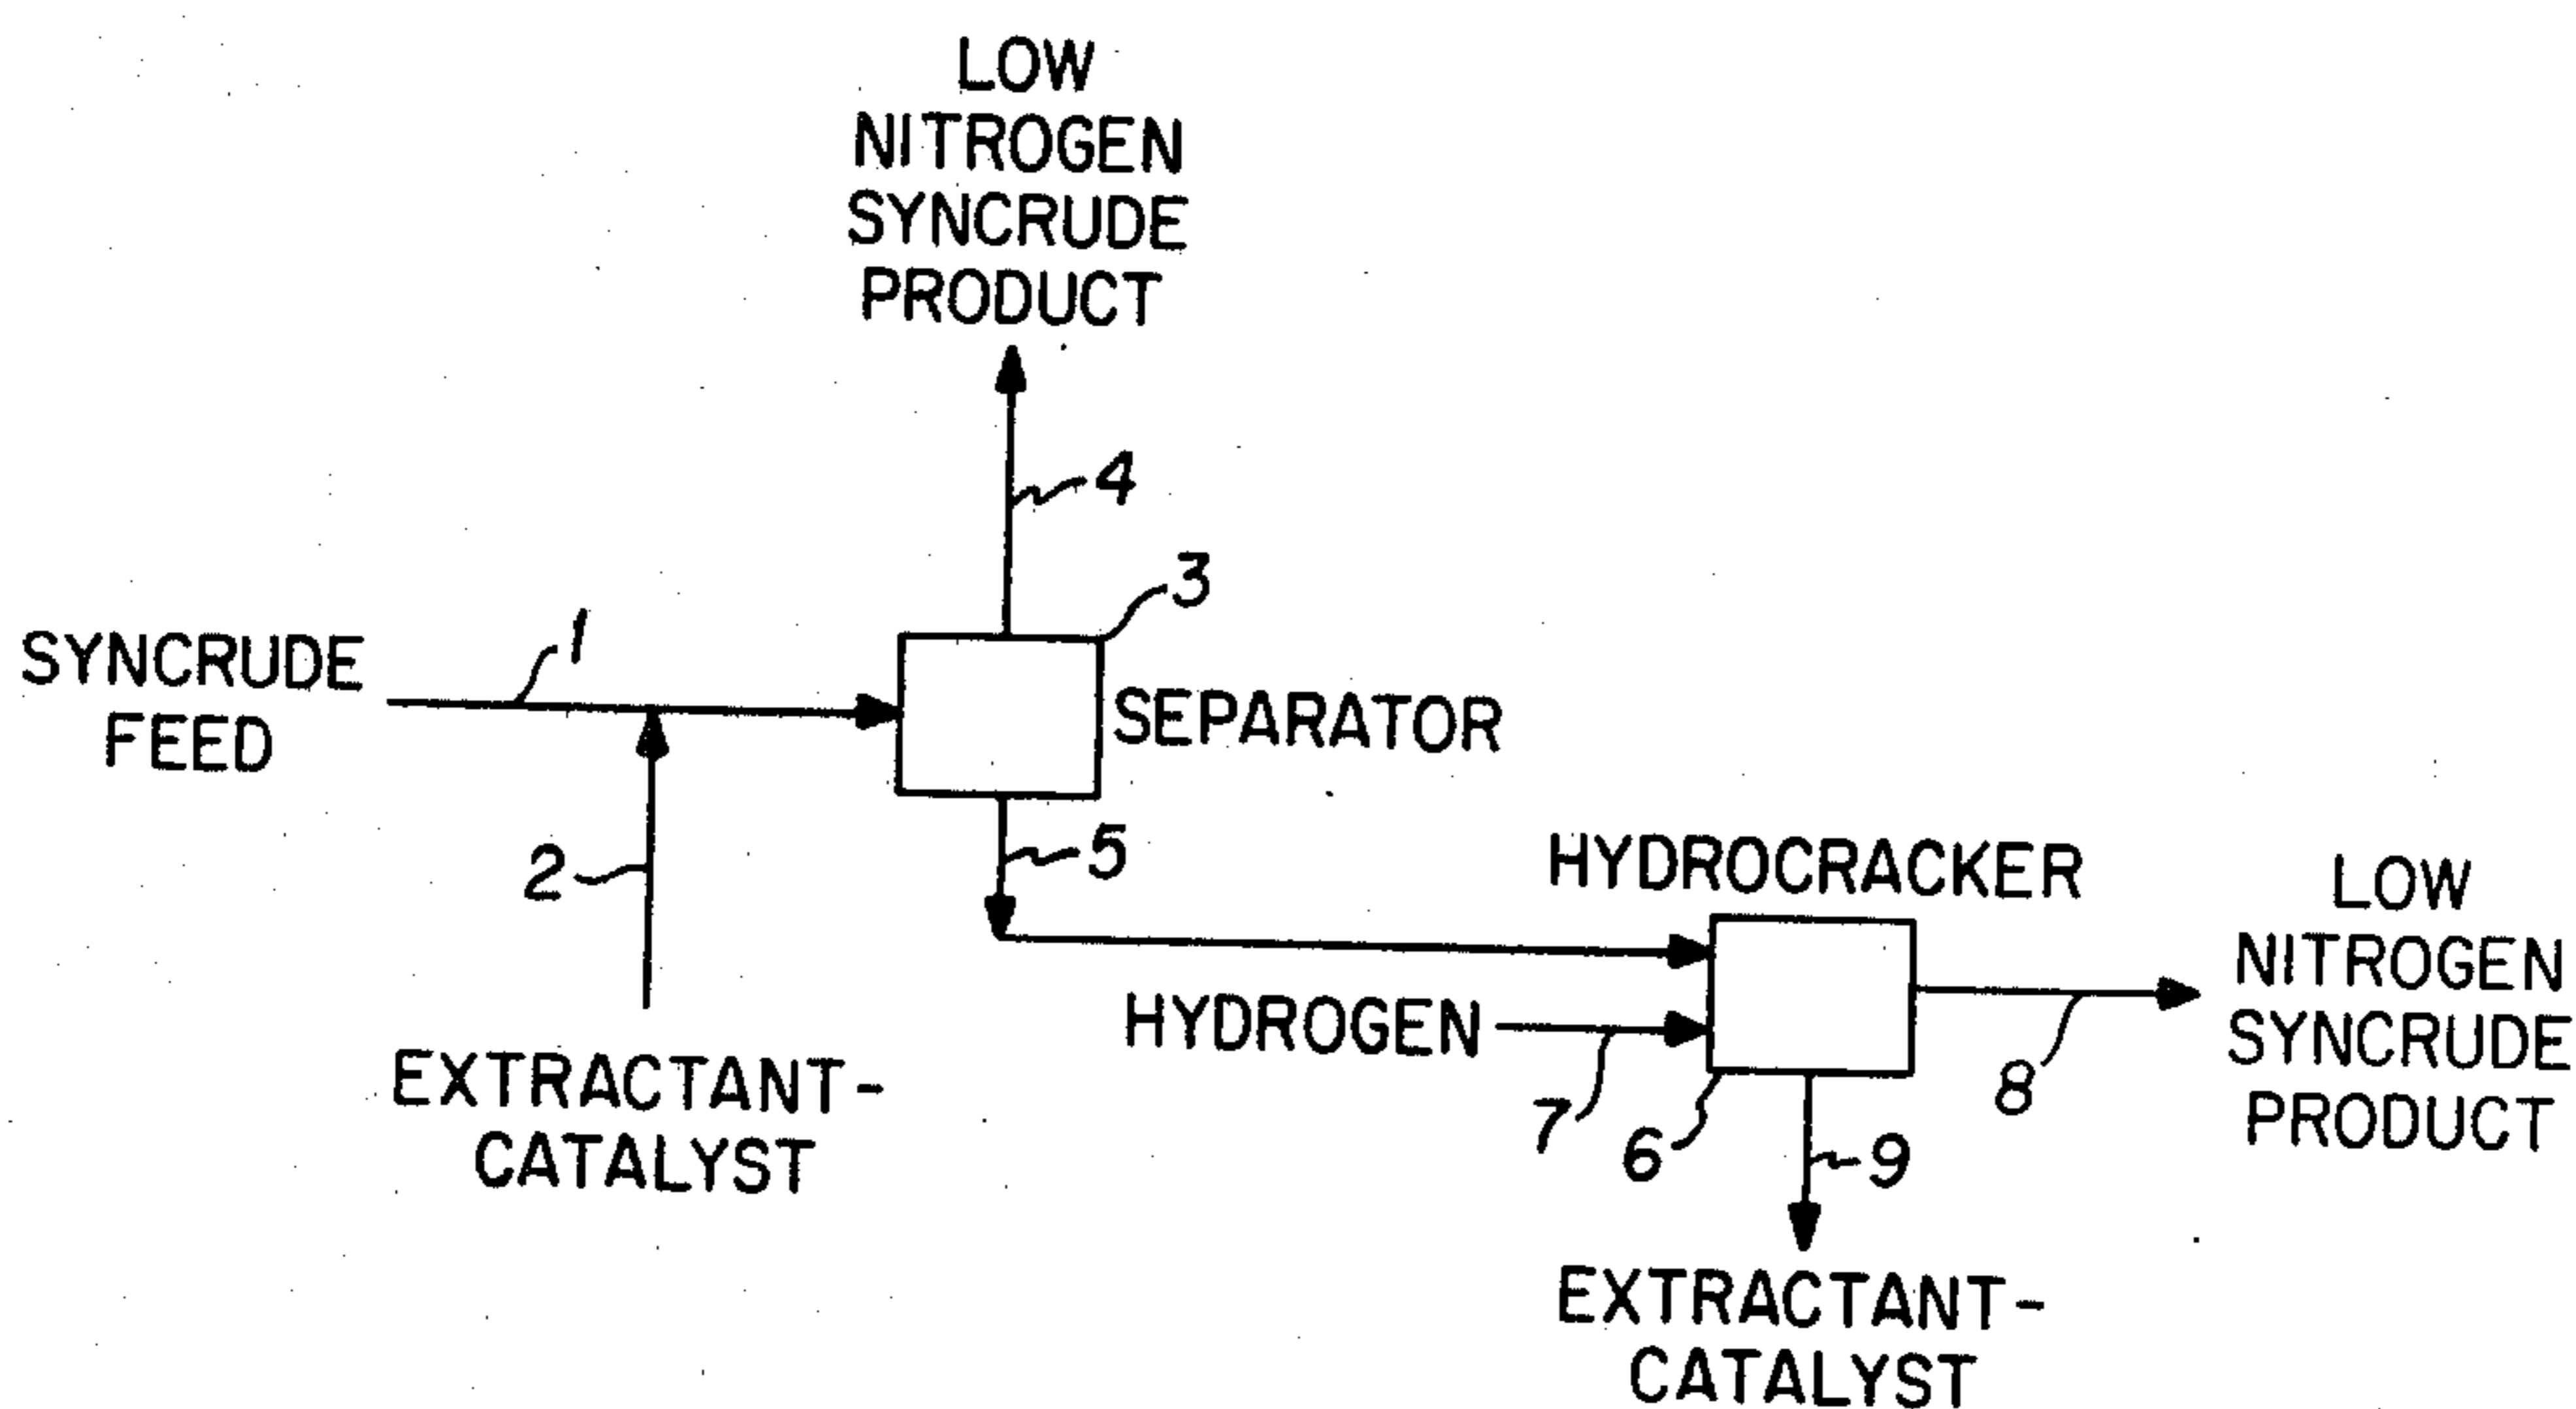 LOW
NITROGEN
SYNCRUDE
PRODUCT
4
3
SYNCRUDE
FEED
1
SEPARATOR
2
5
EXTRACTANT-
CATALYST
HYDROCRACKER
HYDROGEN
7
6
8
9
LOW
NITROGEN
SYNCRUDE
PRODUCT
EXTRACTANT-
CATALYST